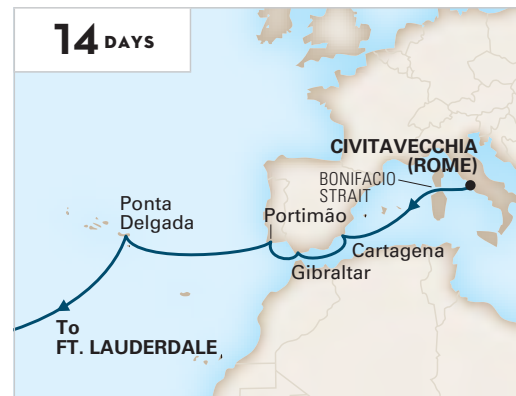 14 DAYS
CIVITAVECCHIA
(ROME)
BONIFACIO
STRAIT
Ponta
Delgada
Portimão
Cartagena
Gibraltar
To
FT. LAUDERDALE